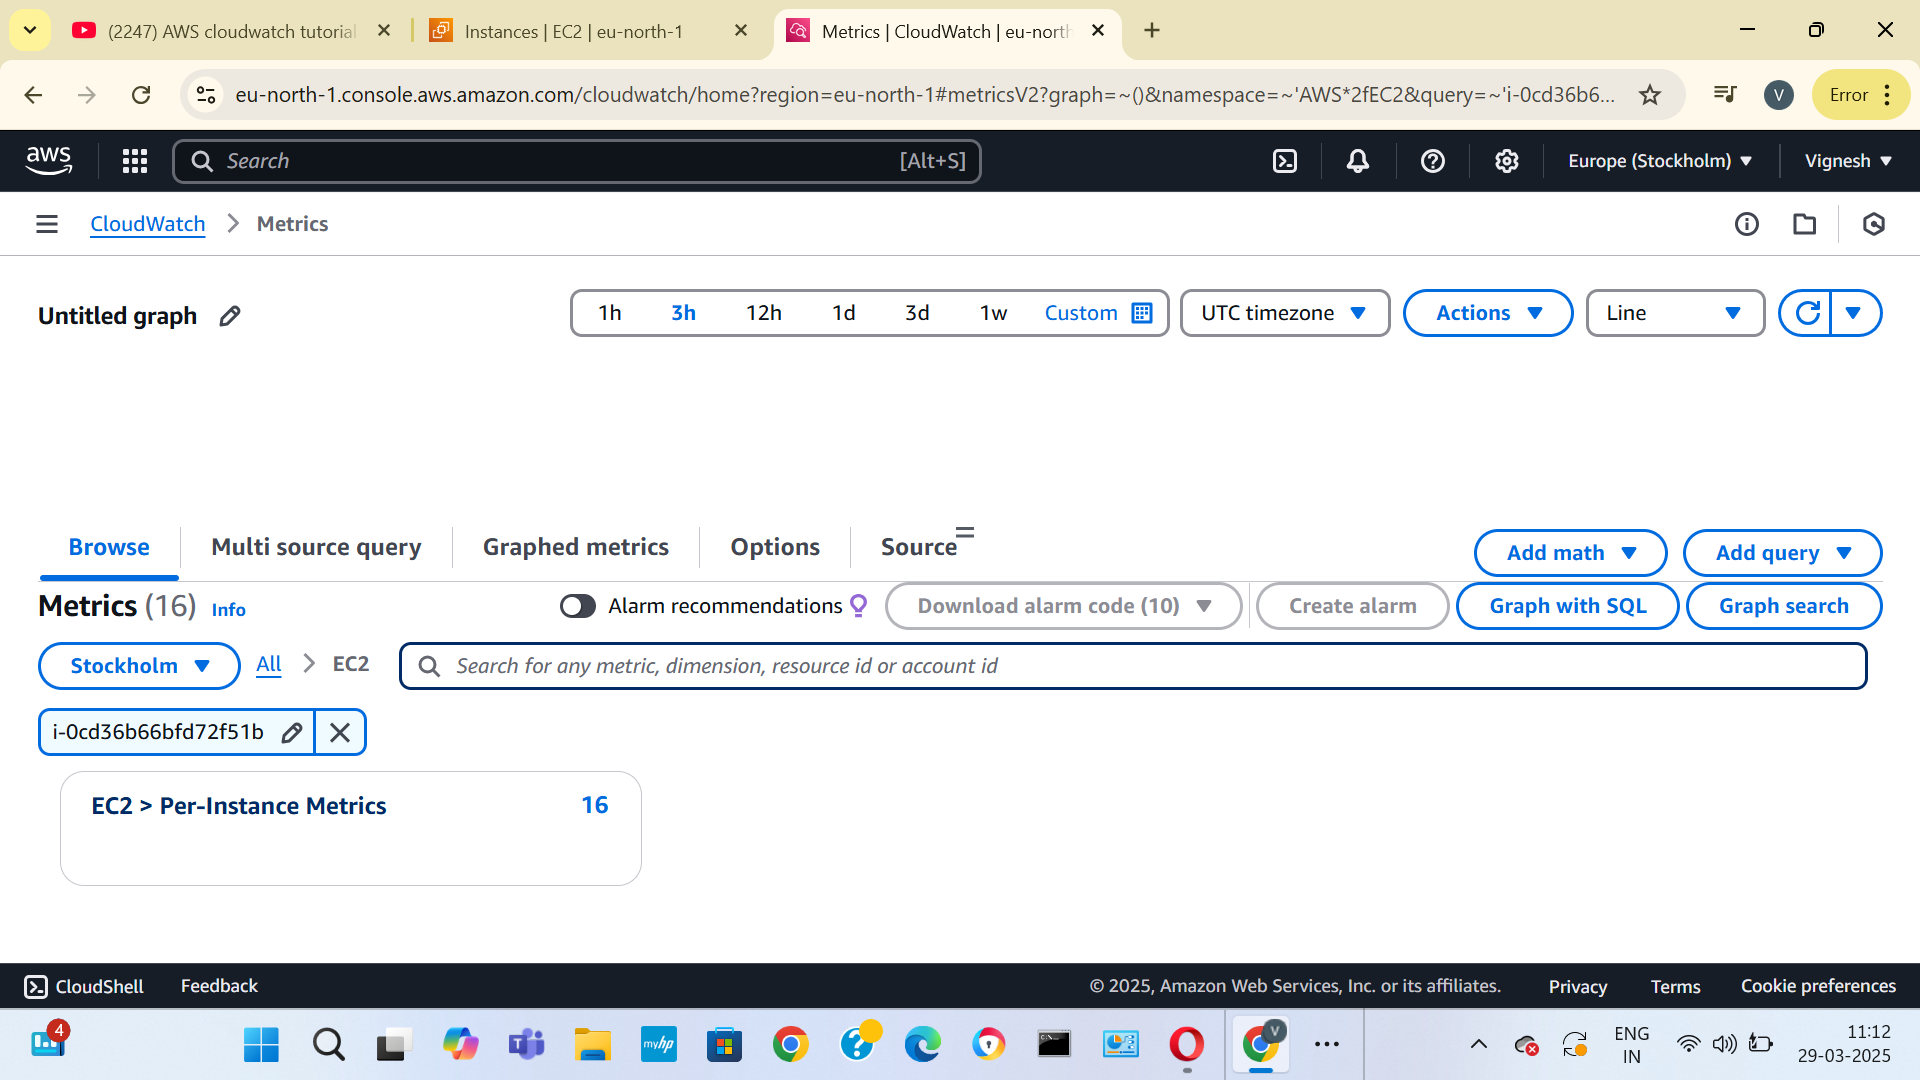 (2247) AWS cloudwatch tutorial
Instances | EC2 | eu-north-1
Metrics | CloudWatch | eu-north
eu-north-1.console.aws.amazon.com/cloudwatch/home?region=eu-north-1#metricsV2?graph=~()&namespace=~'AWS*2fEC2&query=~'i-0cd36b6...
V
Error
aws
Search
[Alt+S]
Europe (Stockholm)
Vignesh
CloudWatch
Metrics
Untitled graph
1h
3h
12h
1d
3d
1w
Custom
UTC timezone
Actions
Line
Browse
Multi source query
Graphed metrics
Options
Source
Add math
Add query
Metrics (16) Info
Alarm recommendations
Download alarm code (10)
Create alarm
Graph with SQL
Graph search
Stockholm
All
EC2
Search for any metric, dimension, resource id or account id
i-0cd36b66bfd72f51b
EC2 > Per-Instance Metrics
16
CloudShell
Feedback
© 2025, Amazon Web Services, Inc. or its affiliates.
Privacy
Terms
Cookie preferences
4
myhp
V
ENG
IN
11:12
29-03-2025